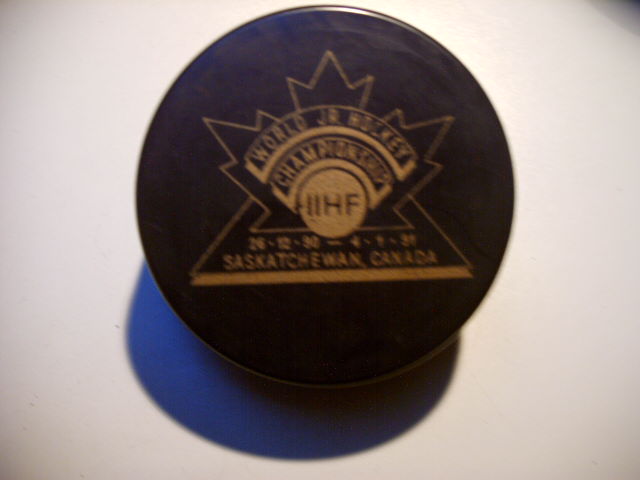 WORLD JR. HOCKEY
CHAMPIONSHIP
IIHF
26 · 12 · 90 — 4 · 1 · 91
SASKATCHEWAN, CANADA